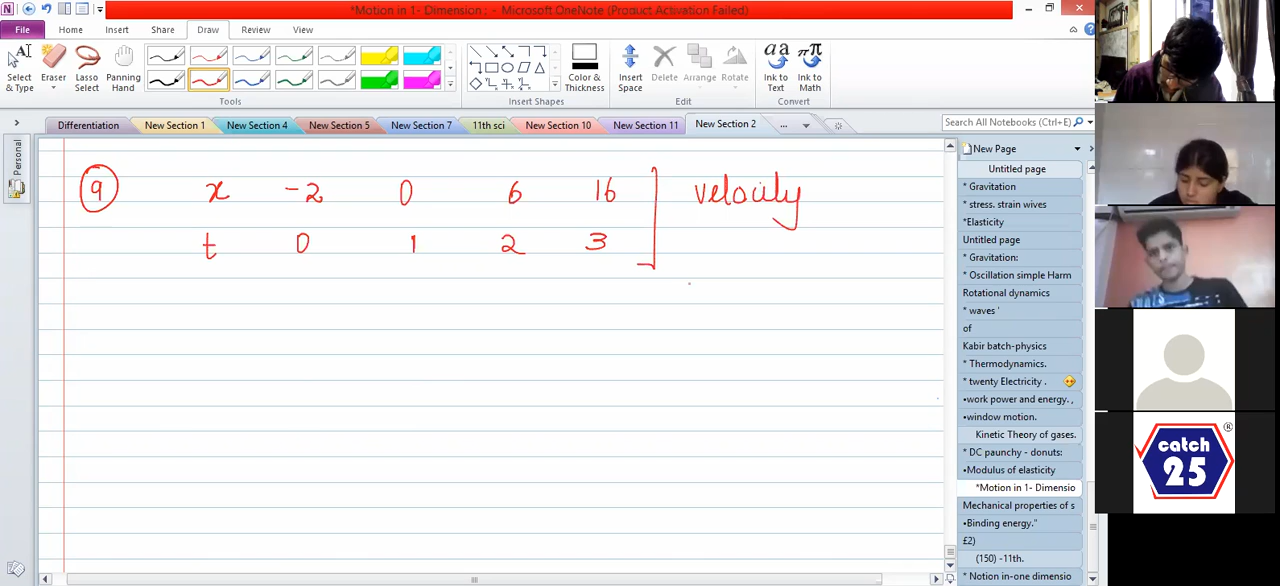 *Motion in 1- Dimension : - Microsoft OneNote (Product Activation Failed)
File Home Insert Share Draw Review View
Select & Type
Eraser
Lasso Select
Panning Hand
Color & Thickness
Insert Space
Delete
Arrange
Rotate
Ink to Text
Ink to Math
Tools Insert Shapes Edit Convert
Differentiation New Section 1 New Section 4 New Section 5 New Section 7 11th sci New Section 10 New Section 11 New Section 2 ... Search All Notebooks (Ctrl+E)
Personal
9 x -2 0 6 16 velocity
t 0 1 2 3
New Page
Untitled page
* Gravitation
* stress. strain wives
*Elasticity
Untitled page
* Gravitation:
* Oscillation simple Harm
Rotational dynamics
* waves '
of
Kabir batch-physics
* Thermodynamics.
* twenty Electricity .
•work power and energy. ,
•window motion.
Kinetic Theory of gases.
* DC paunchy - donuts:
•Modulus of elasticity
*Motion in 1- Dimensio
Mechanical properties of s
•Binding energy."
£2)
(150) -11th.
* Notion in-one dimensio
catch
25
®